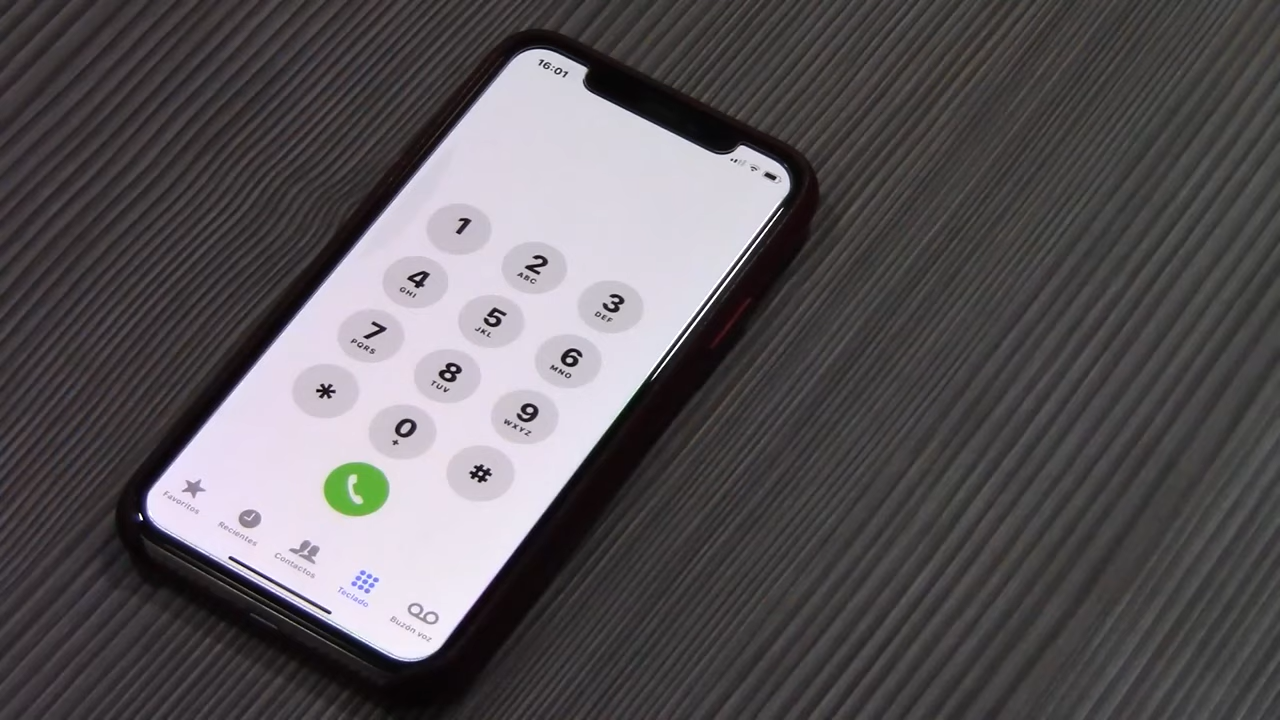 16:01
1
2
ABC
3
DEF
4
GHI
5
JKL
6
MNO
7
PQRS
8
TUV
9
WXYZ
*
0
+
#
Favoritos
Recientes
Contactos
Teclado
Buzón voz